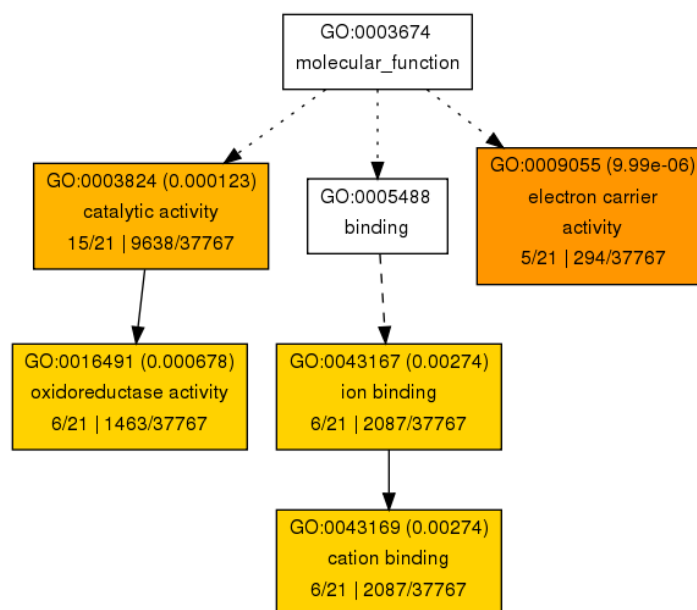 GO:0003674
molecular_function
GO:0003824 (0.000123)
catalytic activity
15/21 | 9638/37767
GO:0005488
binding
GO:0009055 (9.99e-06)
electron carrier
activity
5/21 | 294/37767
GO:0016491 (0.000678)
oxidoreductase activity
6/21 | 1463/37767
GO:0043167 (0.00274)
ion binding
6/21 | 2087/37767
GO:0043169 (0.00274)
cation binding
6/21 | 2087/37767